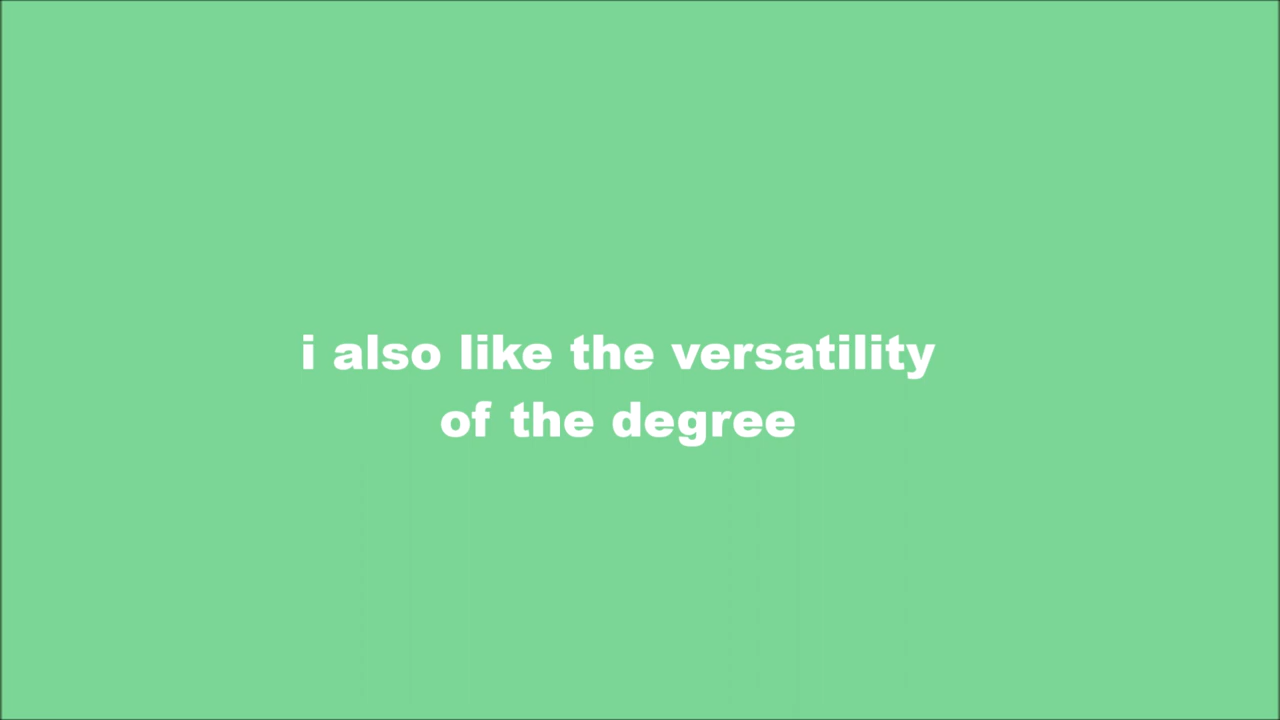 i also like the versatility
of the degree